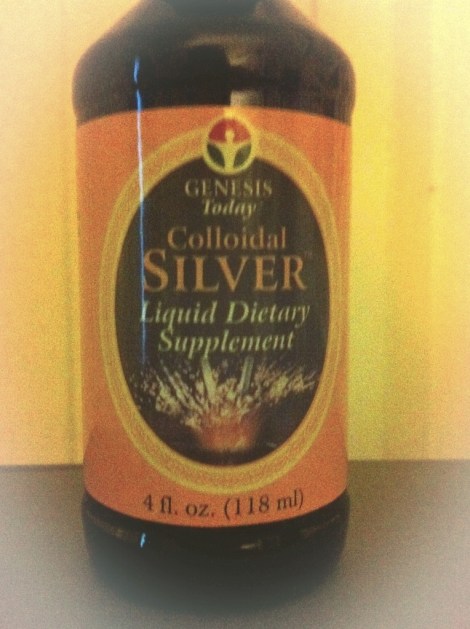 GENESIS
Today
Colloidal
SILVER
Liquid Dietary
Supplement
4 fl. oz. (118 ml)